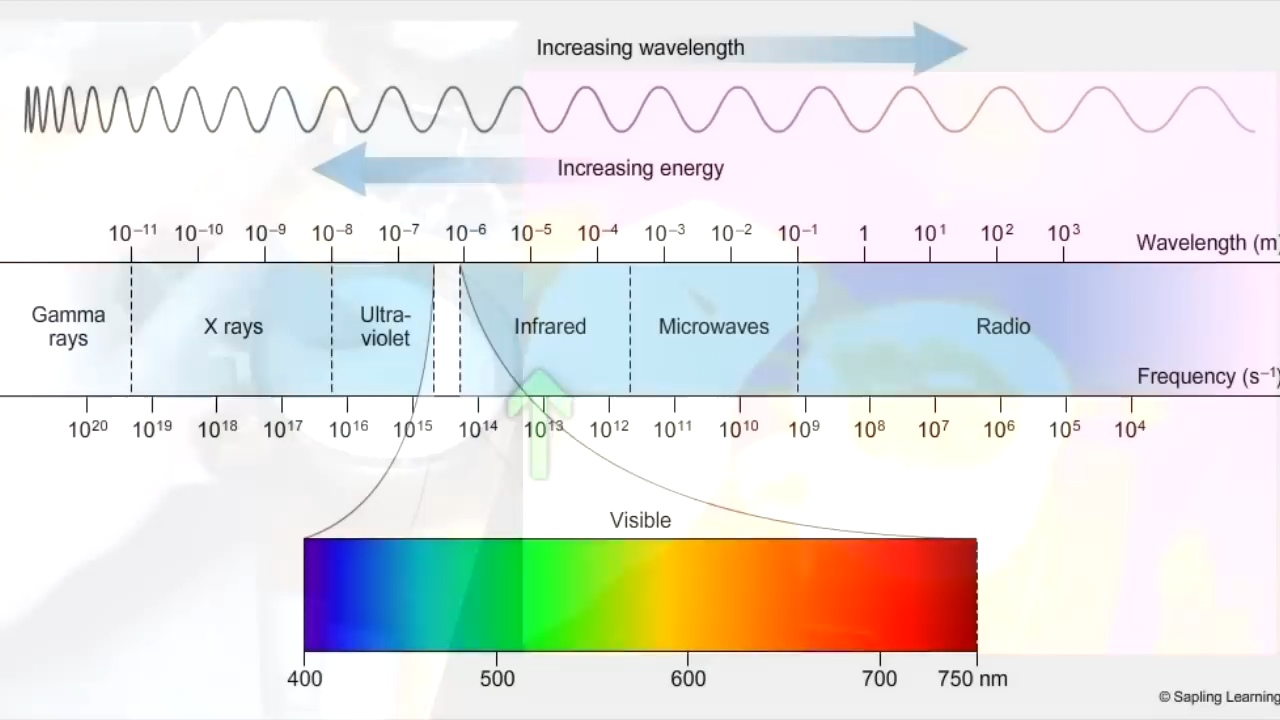 Increasing wavelength
Increasing energy
10⁻¹¹ 10⁻¹⁰ 10⁻⁹ 10⁻⁸ 10⁻⁷ 10⁻⁶ 10⁻⁵ 10⁻⁴ 10⁻³ 10⁻² 10⁻¹ 1 10¹ 10² 10³ Wavelength (m)
Gamma rays
X rays
Ultra-
violet
Infrared
Microwaves
Radio
Frequency (s⁻¹)
10²⁰ 10¹⁹ 10¹⁸ 10¹⁷ 10¹⁶ 10¹⁵ 10¹⁴ 10¹³ 10¹² 10¹¹ 10¹⁰ 10⁹ 10⁸ 10⁷ 10⁶ 10⁵ 10⁴
Visible
400 500 600 700 750 nm
© Sapling Learning